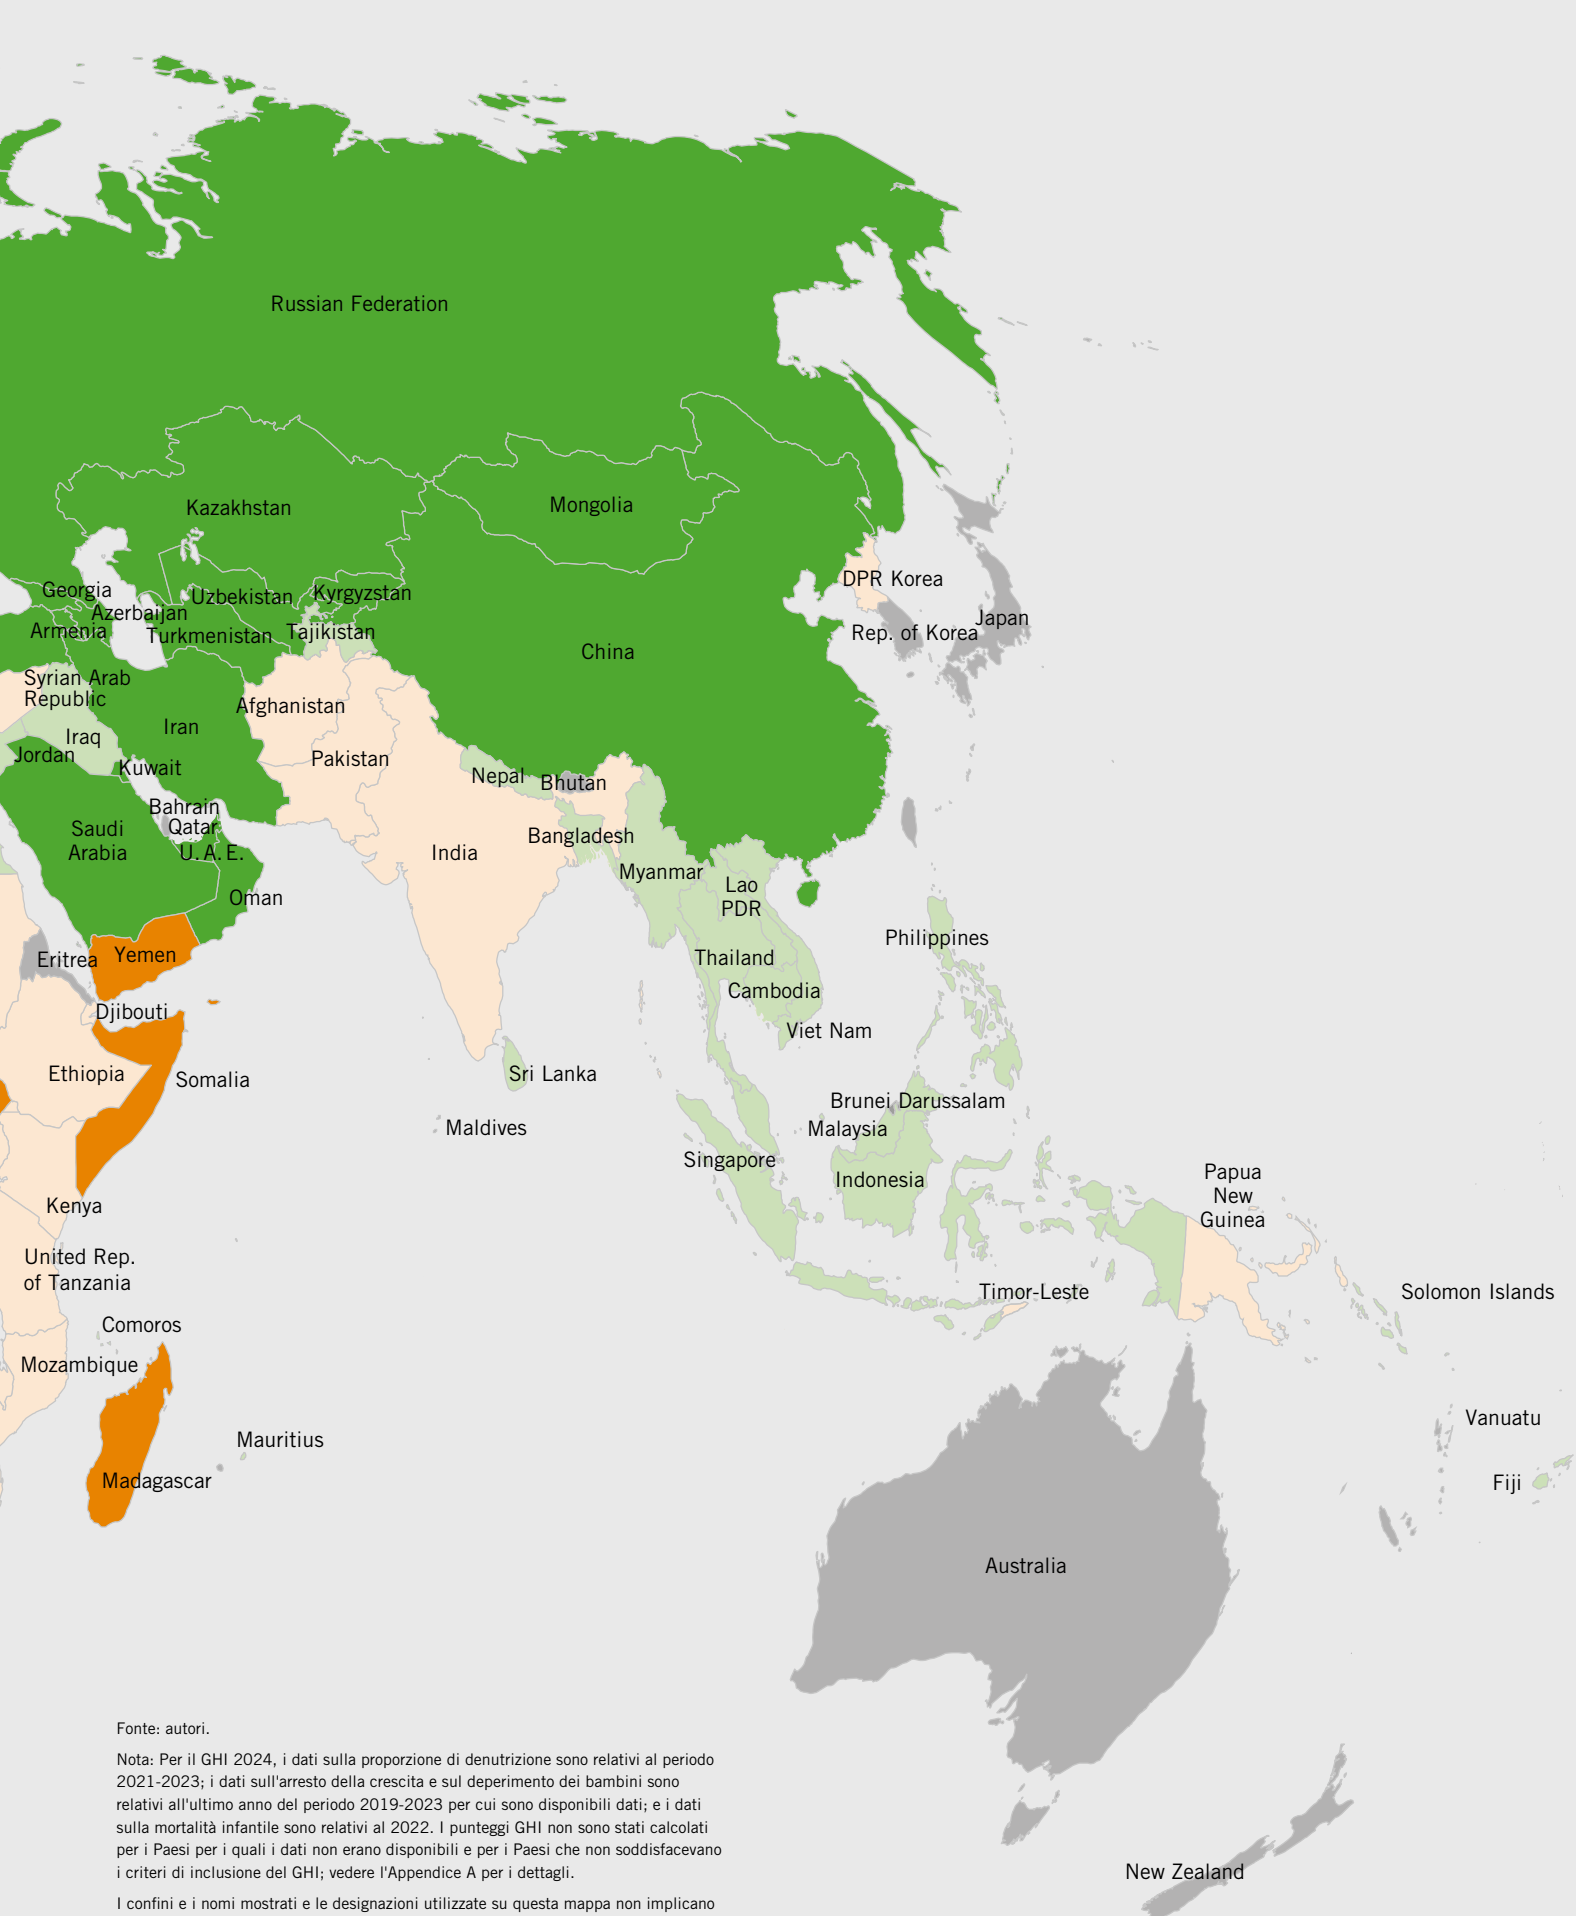 Russian Federation
Kazakhstan
Mongolia
Georgia
Azerbaijan
Uzbekistan
Kyrgyzstan
Armenia
Turkmenistan
Tajikistan
DPR Korea
Rep. of Korea
Japan
China
Syrian Arab
Republic
Afghanistan
Iran
Iraq
Jordan
Kuwait
Pakistan
Nepal
Bhutan
Bahrain
Qatar
Saudi
Arabia
U. A. E.
India
Bangladesh
Myanmar
Lao
PDR
Oman
Philippines
Eritrea
Yemen
Thailand
Cambodia
Djibouti
Viet Nam
Ethiopia
Somalia
Sri Lanka
Brunei Darussalam
Maldives
Malaysia
Singapore
Indonesia
Papua
New
Guinea
Kenya
United Rep.
of Tanzania
Timor-Leste
Solomon Islands
Comoros
Mozambique
Mauritius
Madagascar
Vanuatu
Fiji
Australia
New Zealand
Fonte: autori.
Nota: Per il GHI 2024, i dati sulla proporzione di denutrizione sono relativi al periodo
2021-2023; i dati sull'arresto della crescita e sul deperimento dei bambini sono
relativi all'ultimo anno del periodo 2019-2023 per cui sono disponibili dati; e i dati
sulla mortalità infantile sono relativi al 2022. I punteggi GHI non sono stati calcolati
per i Paesi per i quali i dati non erano disponibili e per i Paesi che non soddisfacevano
i criteri di inclusione del GHI; vedere l'Appendice A per i dettagli.
I confini e i nomi mostrati e le designazioni utilizzate su questa mappa non implicano